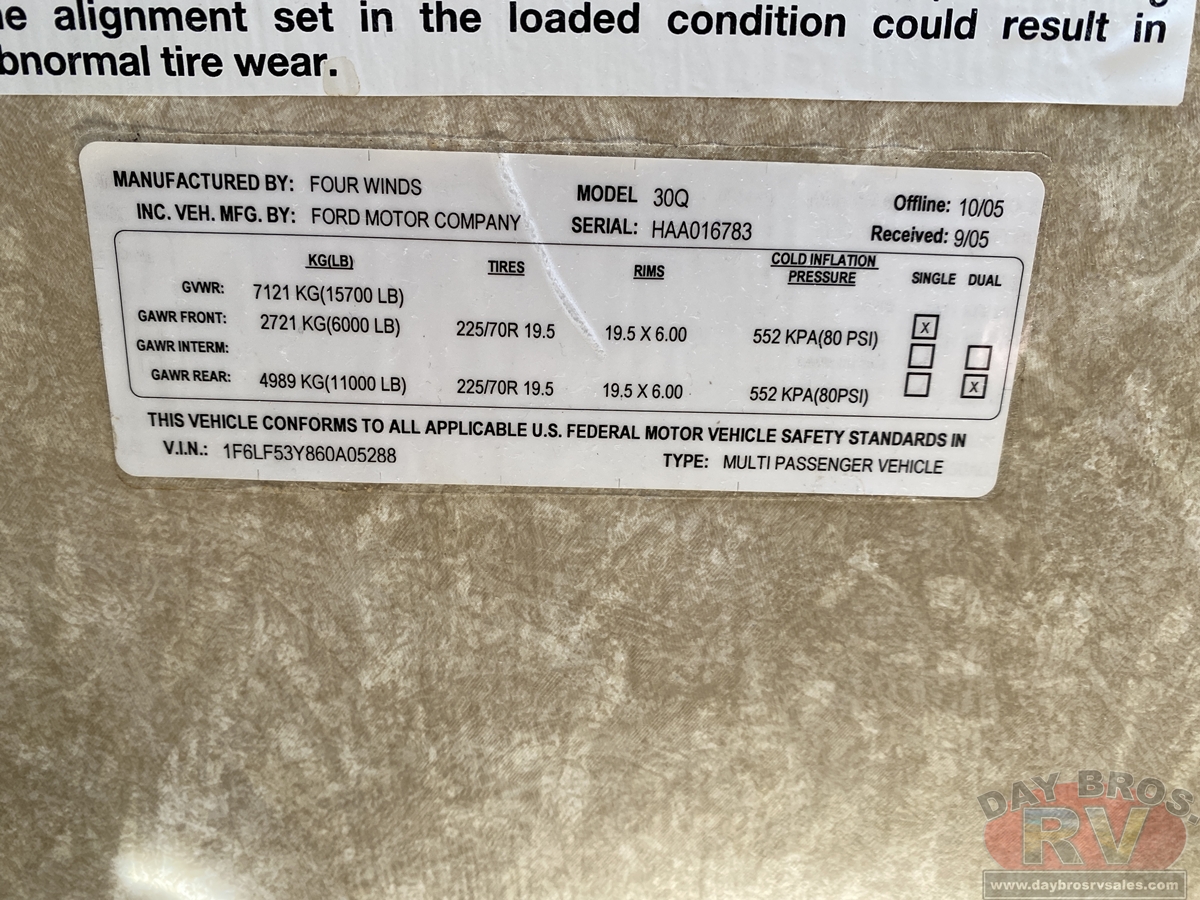 he alignment set in the loaded condition could result in
bnormal tire wear.
MANUFACTURED BY: FOUR WINDS MODEL 30Q Offline: 10/05
INC. VEH. MFG. BY: FORD MOTOR COMPANY SERIAL: HAA016783 Received: 9/05
KG(LB) TIRES RIMS COLD INFLATION PRESSURE SINGLE DUAL
GVWR: 7121 KG(15700 LB)
GAWR FRONT: 2721 KG(6000 LB) 225/70R 19.5 19.5 X 6.00 552 KPA(80 PSI) X
GAWR INTERM:
GAWR REAR: 4989 KG(11000 LB) 225/70R 19.5 19.5 X 6.00 552 KPA(80PSI) X
THIS VEHICLE CONFORMS TO ALL APPLICABLE U.S. FEDERAL MOTOR VEHICLE SAFETY STANDARDS IN
V.I.N.: 1F6LF53Y860A05288 TYPE: MULTI PASSENGER VEHICLE
DAY BROS.
RV
www.daybrosrvsales.com